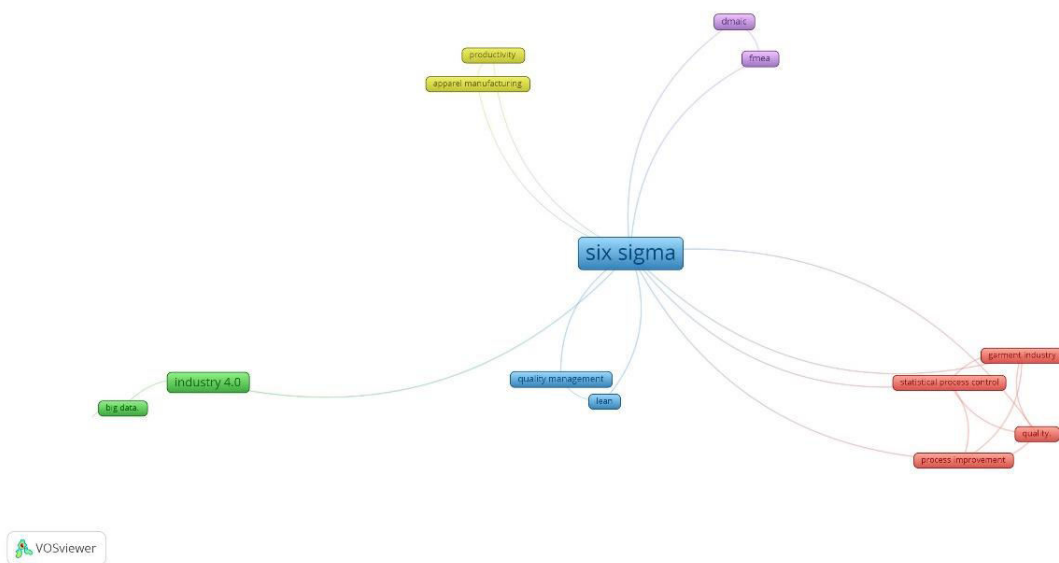 dmaic
productivity
fmea
apparel manufacturing
six sigma
garment industry
industry 4.0
quality management
statistical process control
lean
big data.
quality.
process improvement
VOSviewer